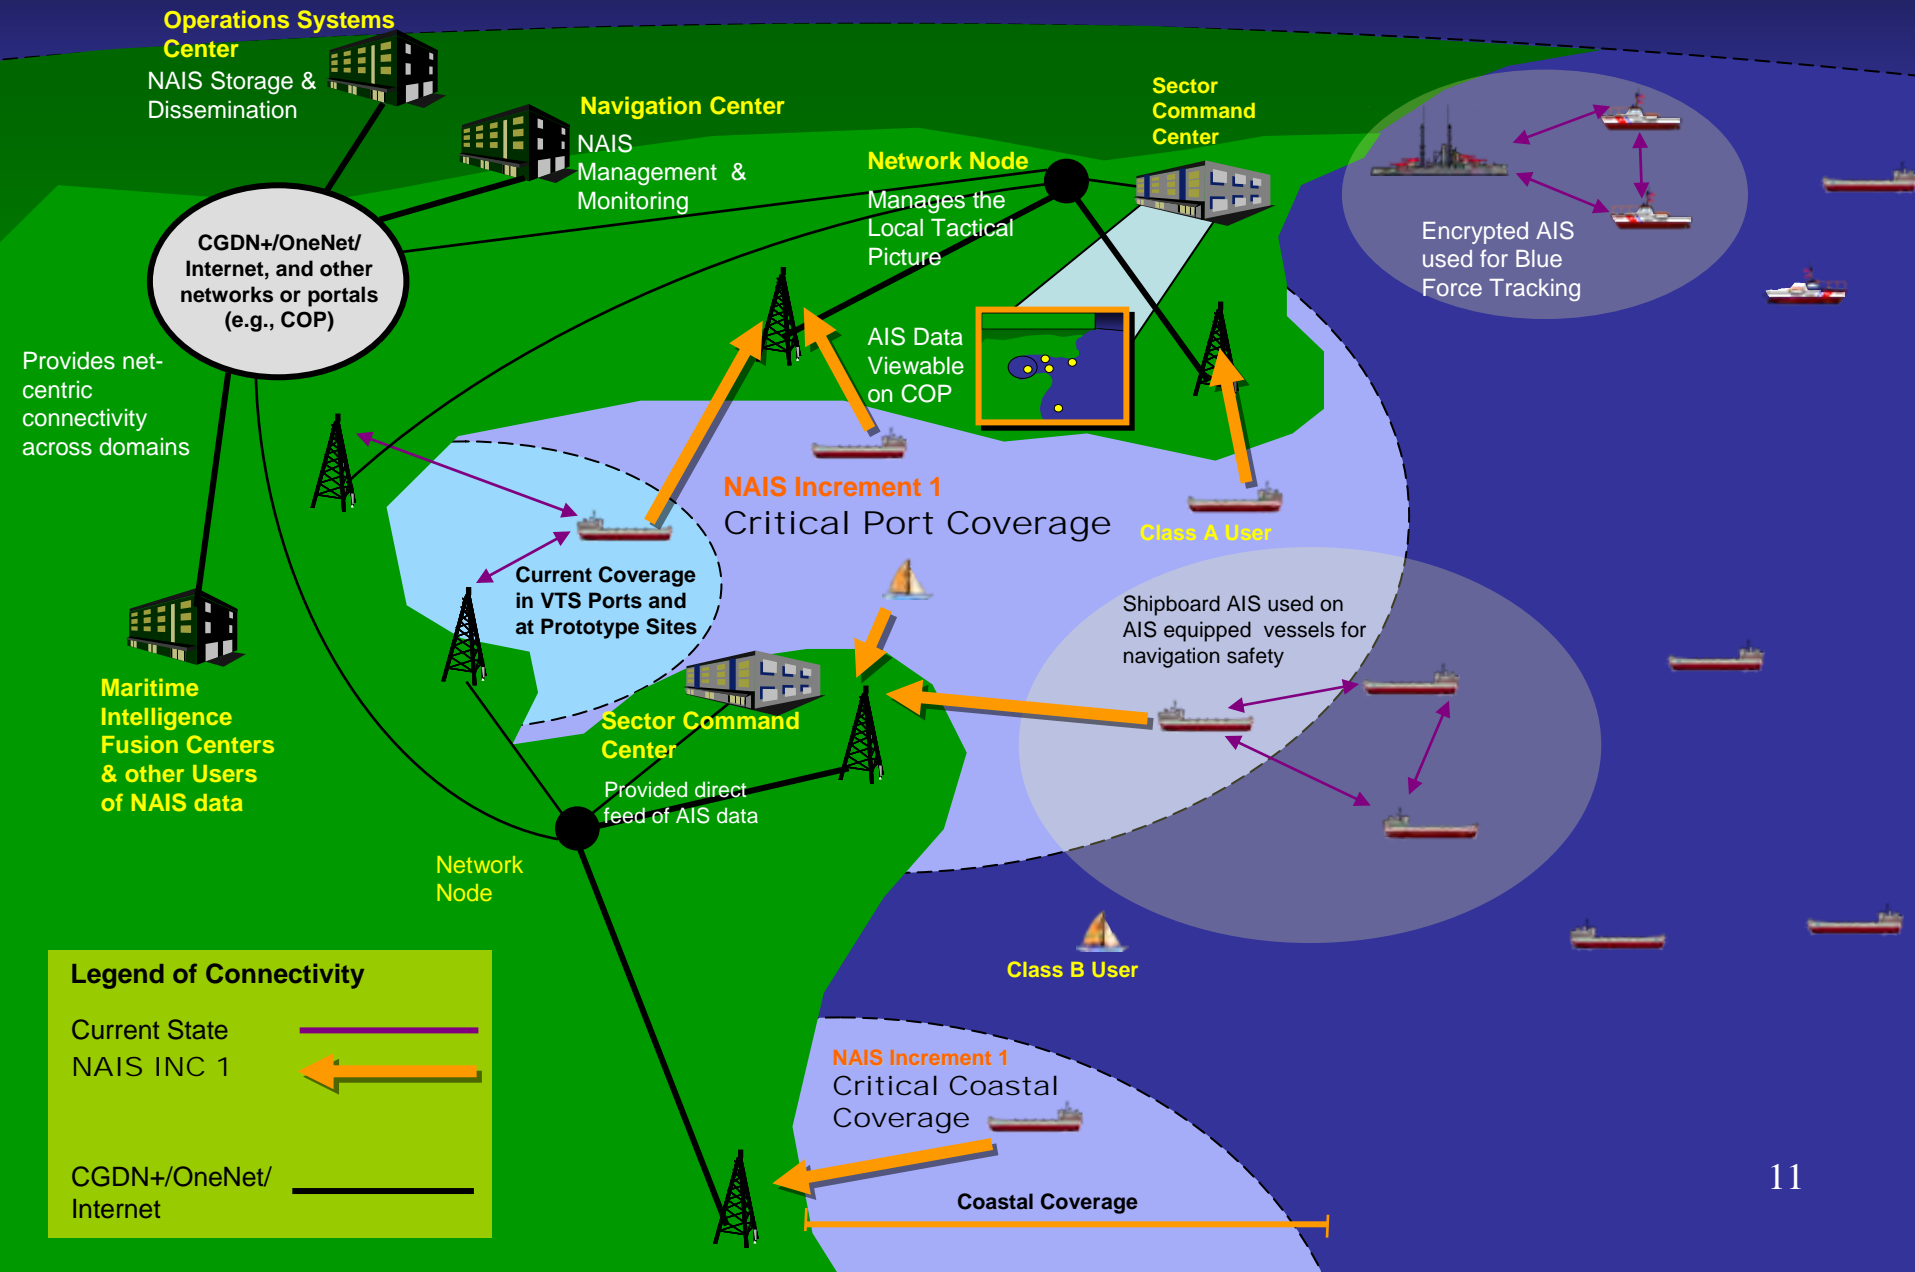 Operations Systems
Center
NAIS Storage &
Dissemination
Navigation Center
NAIS
Management &
Monitoring
Sector
Command
Center
Network Node
Manages the
Local Tactical
Picture
CGDN+/OneNet/
Internet, and other
networks or portals
(e.g., COP)
Encrypted AIS
used for Blue
Force Tracking
Provides net-
centric
connectivity
across domains
AIS Data
Viewable
on COP
NAIS Increment 1
Critical Port Coverage
Class A User
Current Coverage
in VTS Ports and
at Prototype Sites
Shipboard AIS used on
AIS equipped vessels for
navigation safety
Maritime
Intelligence
Fusion Centers
& other Users
of NAIS data
Sector Command
Center
Provided direct
feed of AIS data
Network
Node
Class B User
Legend of Connectivity
Current State
NAIS INC 1
CGDN+/OneNet/
Internet
NAIS Increment 1
Critical Coastal
Coverage
Coastal Coverage
11